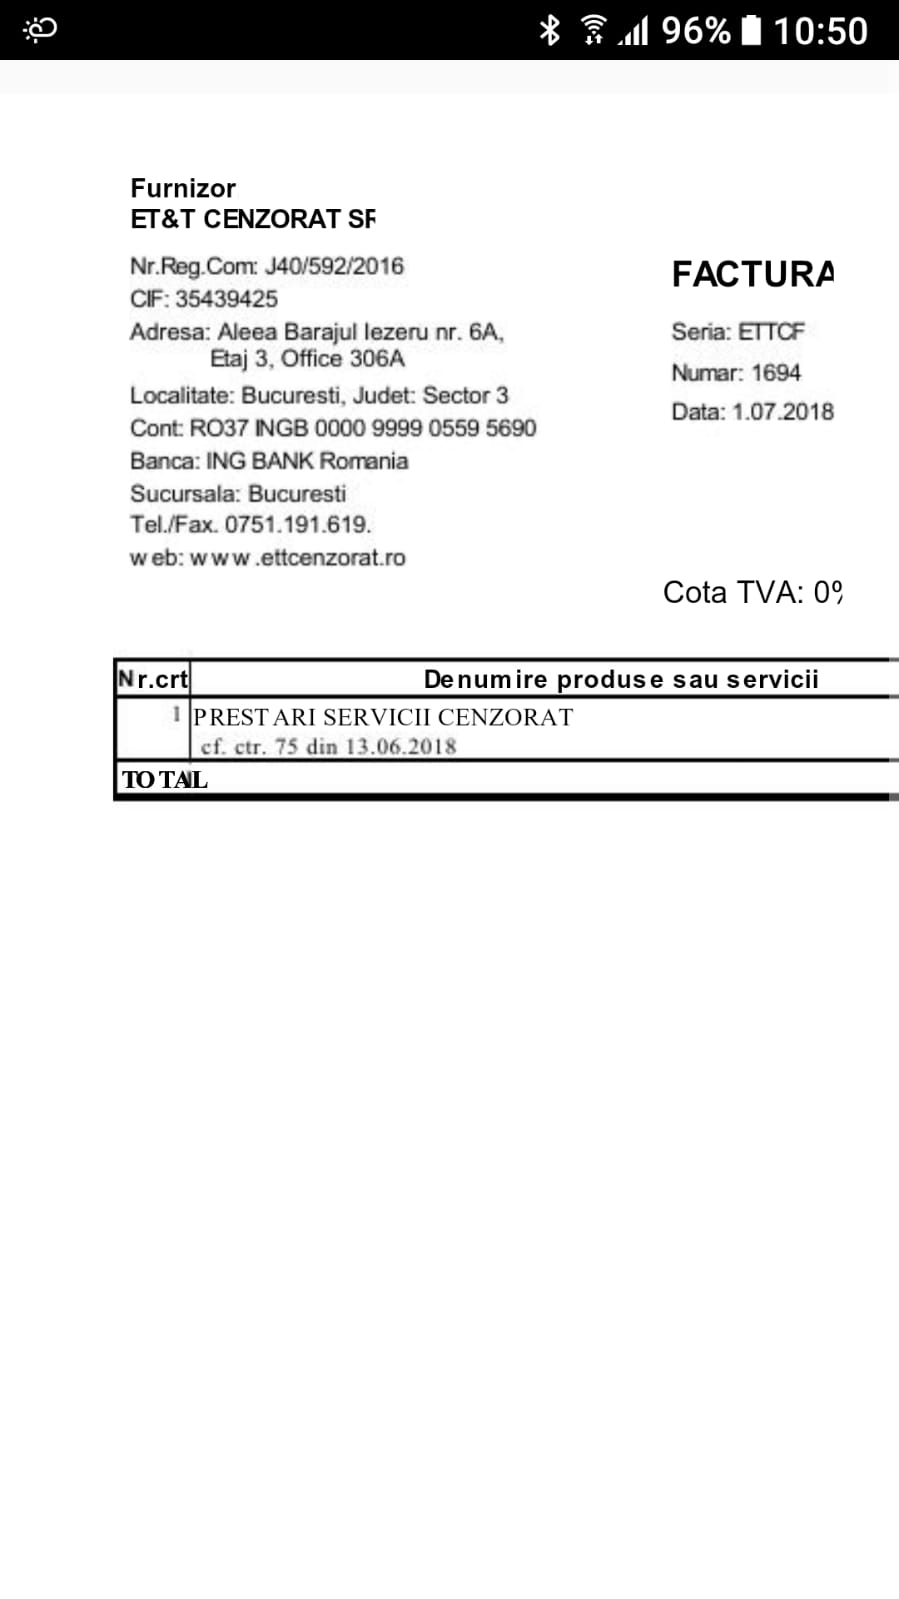 96% 10:50
Furnizor
ET&T CENZORAT SR
Nr.Reg.Com: J40/592/2016
CIF: 35439425
Adresa: Aleea Barajul Iezeru nr. 6A,
Etaj 3, Office 306A
Localitate: Bucuresti, Judet: Sector 3
Cont: RO37 INGB 0000 9999 0559 5690
Banca: ING BANK Romania
Sucursala: Bucuresti
Tel./Fax. 0751.191.619.
web: www.ettcenzorat.ro
FACTURA
Seria: ETTCF
Numar: 1694
Data: 1.07.2018
Cota TVA: 0%
Nr.crt Denumire produse sau servicii
1 PRESTARI SERVICII CENZORAT
cf. ctr. 75 din 13.06.2018
TOTAL